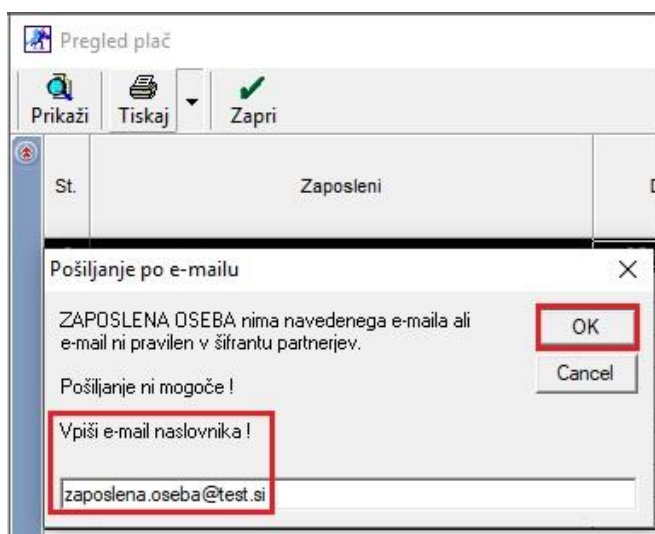 Pregled plač
Prikaži Tiskaj Zapri
St. Zaposleni
Pošiljanje po e-mailu
ZAPOSLENA OSEBA nima navedenega e-maila ali
e-mail ni pravilen v šifrantu partnerjev.
OK
Pošiljanje ni mogoče !
Cancel
Vpiši e-mail naslovnika !
zaposlena.oseba@test.si